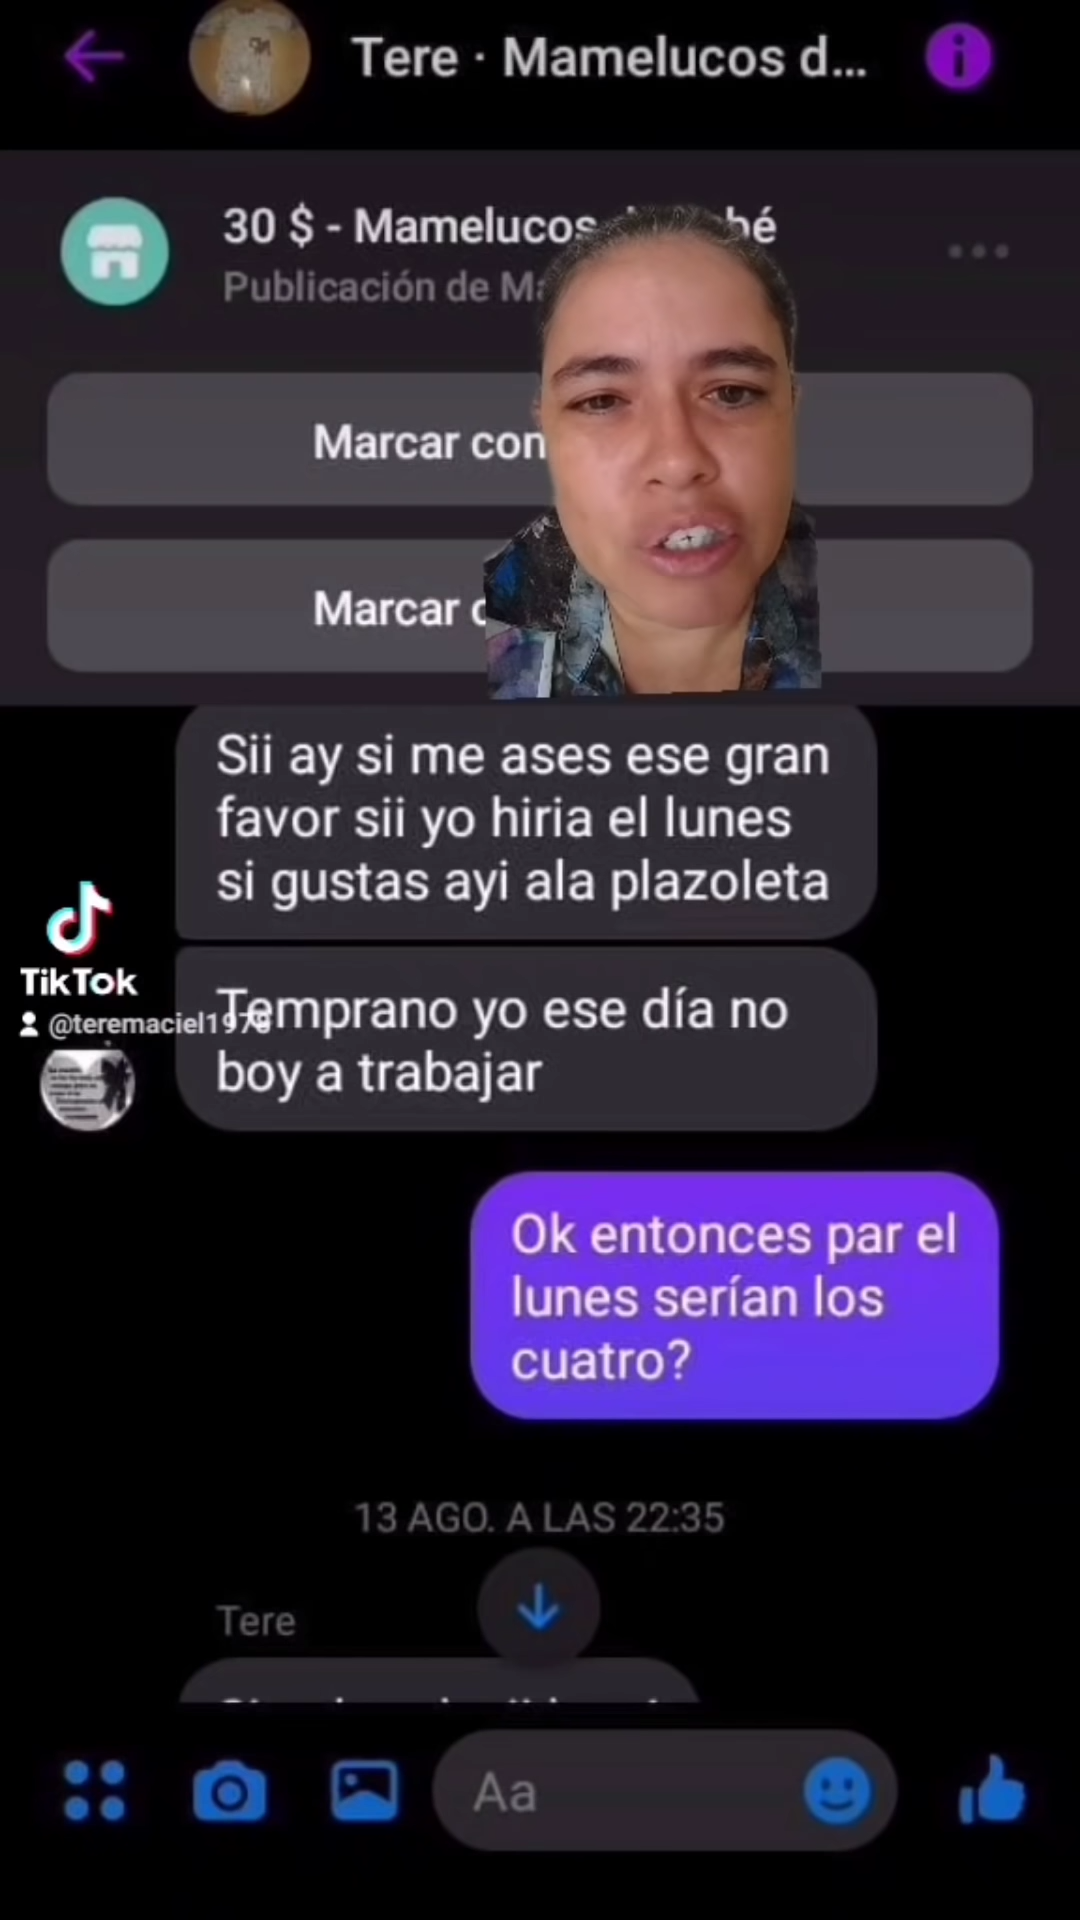 Tere · Mamelucos d...
30 $ - Mamelucos
Publicación de
Marcar
Marcar
Sii ay si me ases ese gran
favor sii yo hiria el lunes
si gustas ayi ala plazoleta
TikTok
@teremaciel1978
Temprano yo ese día no
boy a trabajar
Ok entonces par el
lunes serían los
cuatro?
13 AGO. A LAS 22:35
Tere
Aa